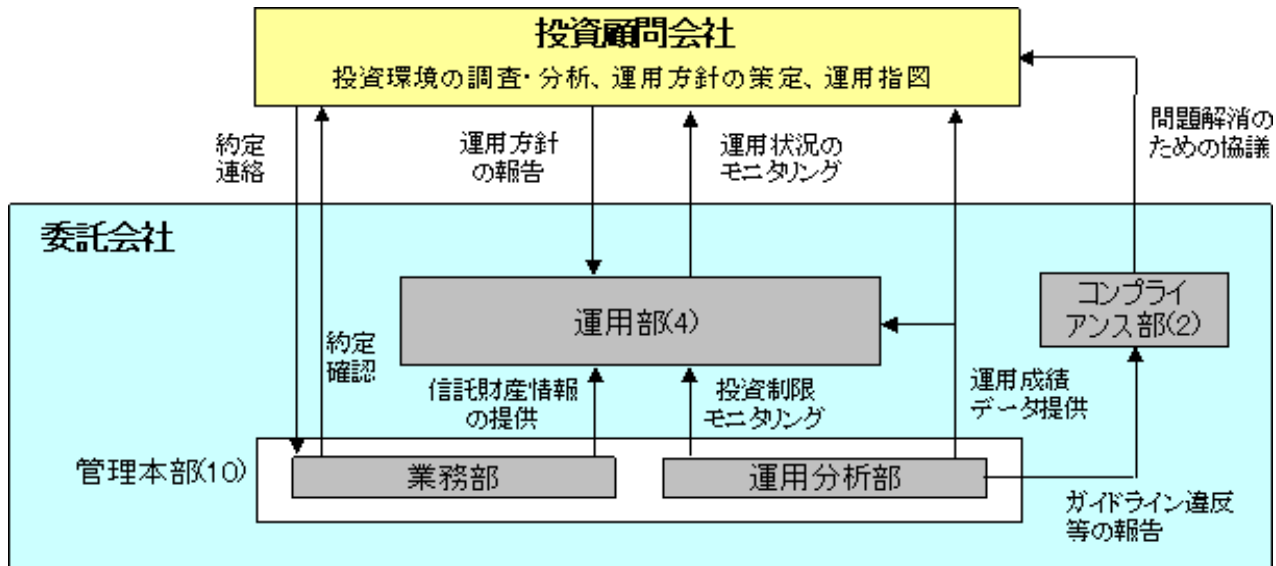 投資顧問会社
投資環境の調査・分析、運用方針の策定、運用指図
約定
連絡
運用方針
の報告
運用状況の
モニタリング
問題解消の
ための協議
委託会社
運用部(4)
コンプライ
アンス部(2)
約定
確認
信託財産情報
の提供
投資制限
モニタリング
運用成績
データ提供
管理本部(10)
業務部
運用分析部
ガイドライン違反
等の報告